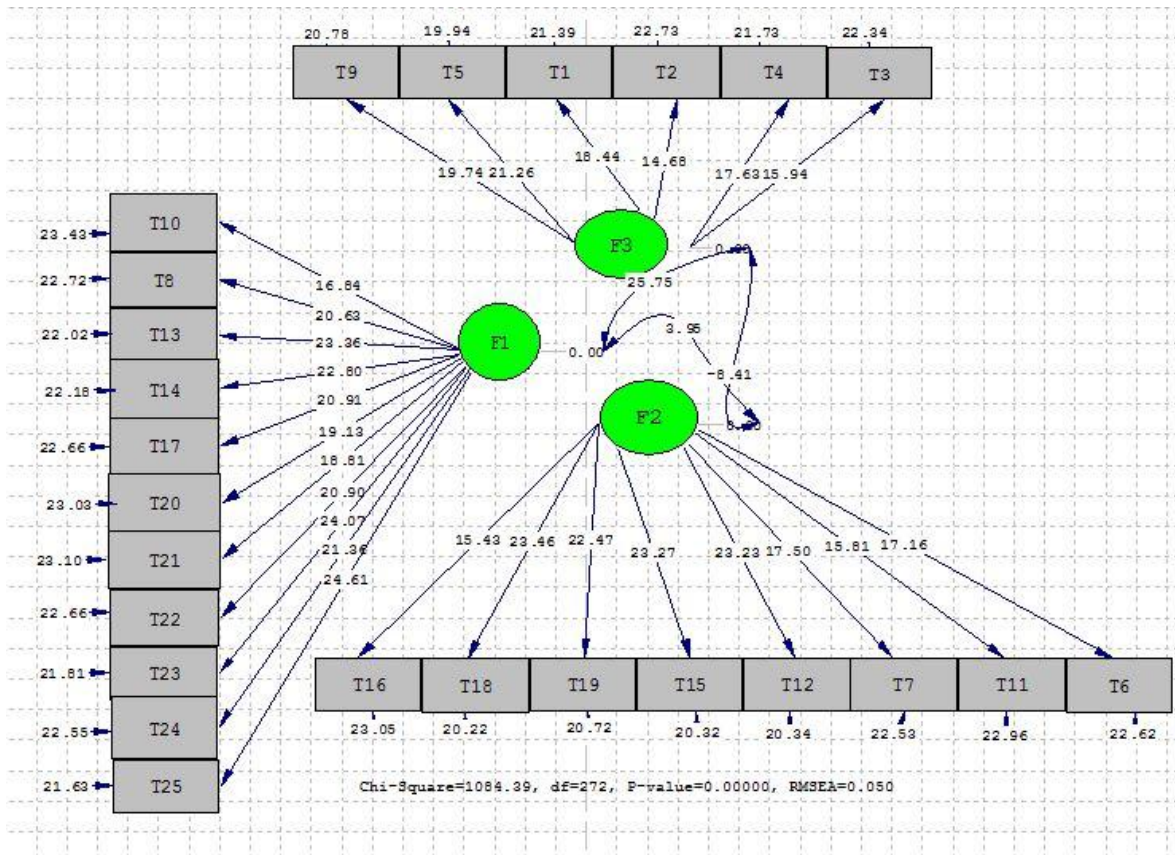 20.78 19.94 21.39 22.73 21.73 22.34
T9 T5 T1 T2 T4 T3
19.74 21.26 18.44 14.68 17.63 15.94
F3
25.75
F1
0.00
3.95
-8.41
F2
23.43 T10
22.72 T8
22.02 T13
22.18 T14
22.66 T17
23.03 T20
23.10 T21
22.66 T22
21.81 T23
22.55 T24
21.63 T25
16.84
20.63
23.36
22.80
20.91
19.13
18.81
20.90
24.07
21.36
24.61
15.43 23.46 22.47 23.27 23.23 17.50 15.81 17.16
T16 T18 T19 T15 T12 T7 T11 T6
23.05 20.22 20.72 20.32 20.34 22.53 22.96 22.62
Chi-Square=1084.39, df=272, P-value=0.00000, RMSEA=0.050